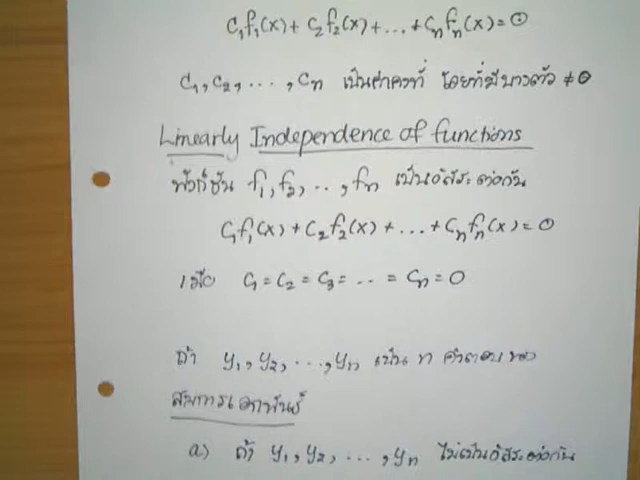 c₁f₁(x) + c₂f₂(x) + ... + cₙfₙ(x) = 0
c₁, c₂, ..., cₙ เป็นค่าคงที่ โดยที่มีบางตัว ≠ 0
Linearly Independence of functions
ฟังก์ชัน f₁, f₂, .., fₙ เป็นอิสระต่อกัน
c₁f₁(x) + c₂f₂(x) + ... + cₙfₙ(x) = 0
เมื่อ c₁ = c₂ = c₃ = .. = cₙ = 0
ถ้า y₁, y₂, ..., yₙ เป็น n คำตอบของ
สมการเอกพันธ์
a) ถ้า y₁, y₂, ..., yₙ ไม่เป็นอิสระต่อกัน